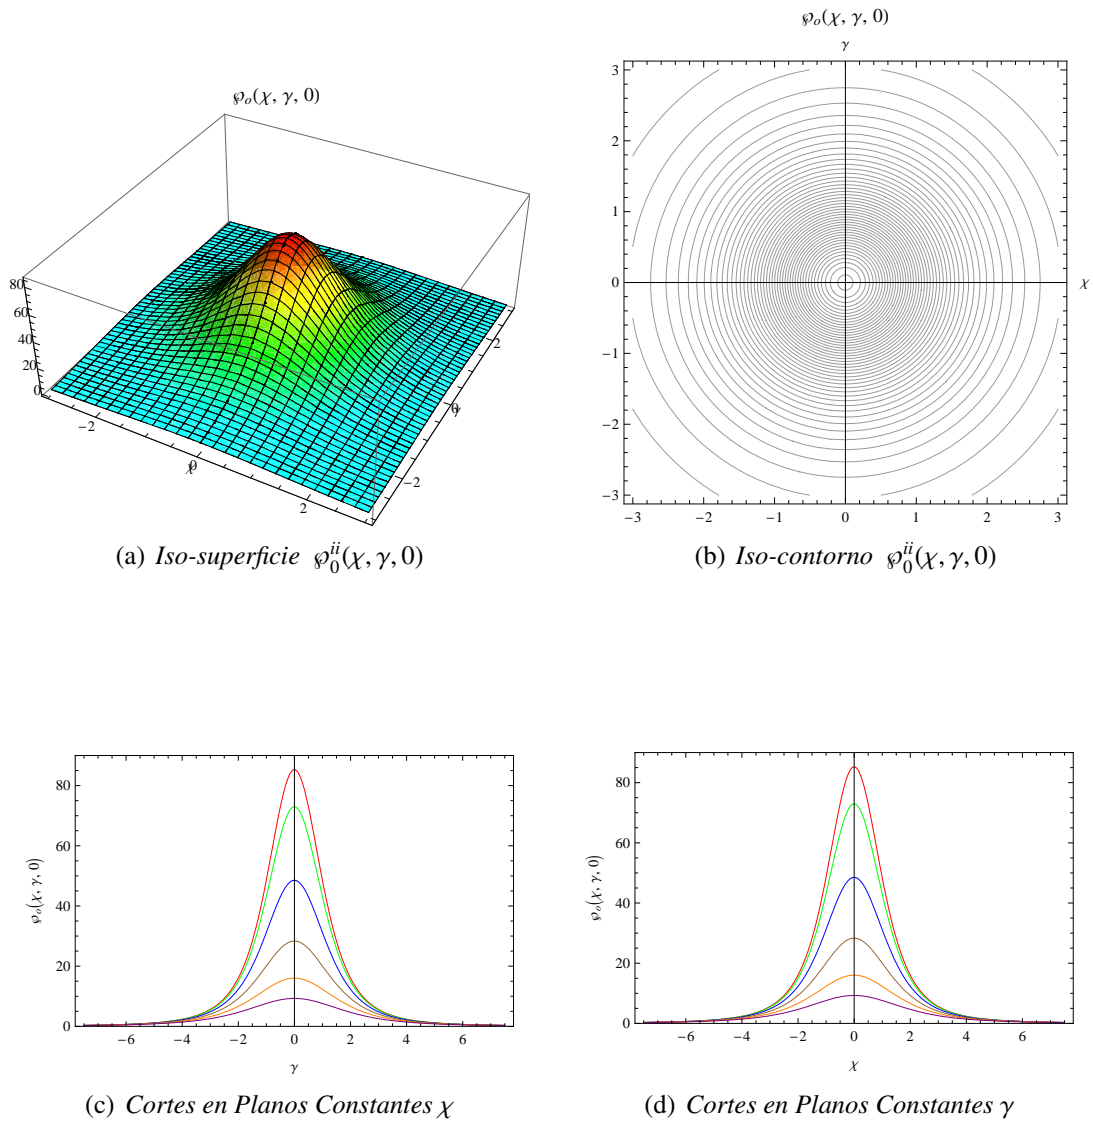 ℘ₒ(χ, γ, 0)
80
60
40
20
0
−2
0
χ
2
2
0
γ
−2
(a) Iso-superficie ℘₀ⁱⁱ(χ, γ, 0)
℘ₒ(χ, γ, 0)
γ
3
2
1
0
−1
−2
−3
χ
−3 −2 −1 0 1 2 3
(b) Iso-contorno ℘₀ⁱⁱ(χ, γ, 0)
℘ₒ(χ, γ, 0)
80
60
40
20
0
−6 −4 −2 0 2 4 6
γ
(c) Cortes en Planos Constantes χ
℘ₒ(χ, γ, 0)
80
60
40
20
0
−6 −4 −2 0 2 4 6
χ
(d) Cortes en Planos Constantes γ